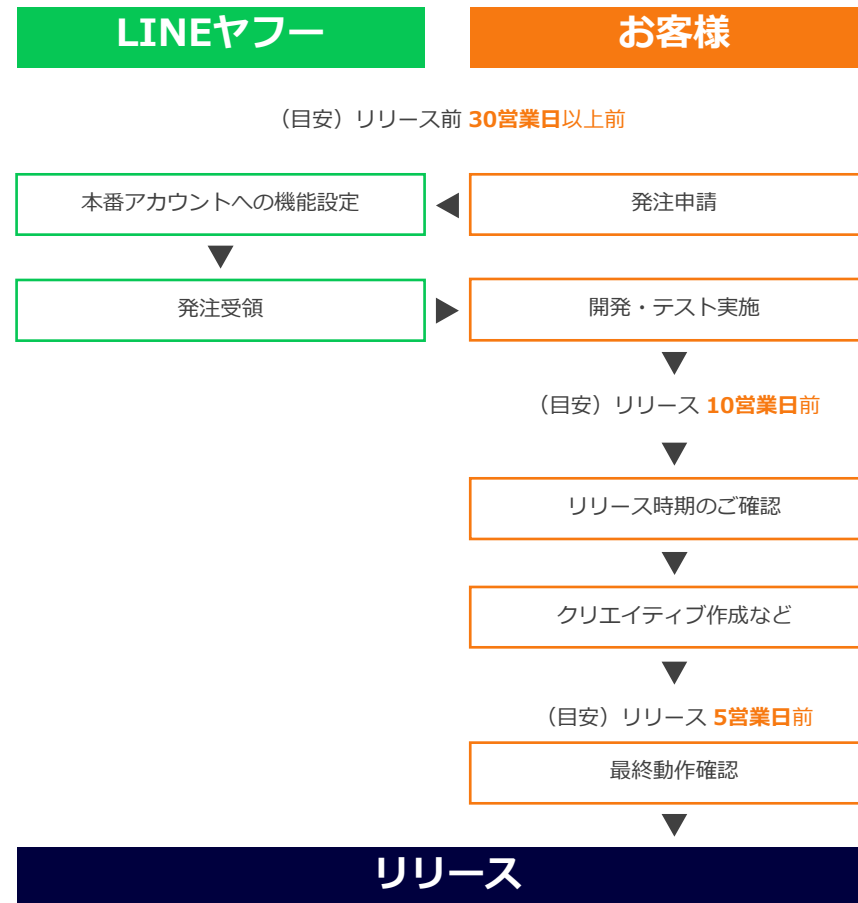 LINEヤフー
お客様
（目安）リリース前 30営業日以上前
本番アカウントへの機能設定
発注申請
発注受領
開発・テスト実施
（目安）リリース 10営業日前
リリース時期のご確認
クリエイティブ作成など
（目安）リリース 5営業日前
最終動作確認
リリース